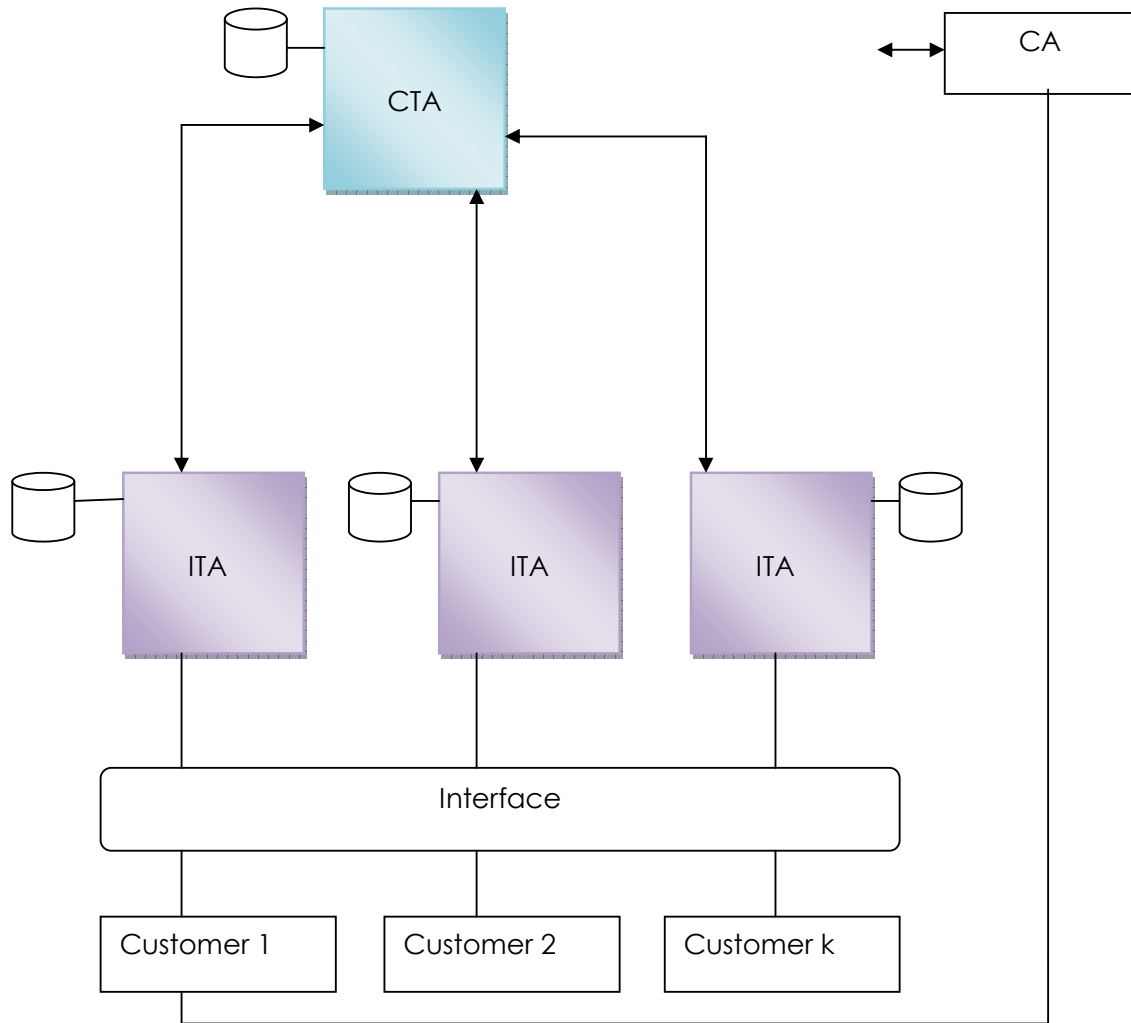 CA
CTA
ITA
ITA
ITA
Interface
Customer 1
Customer 2
Customer k